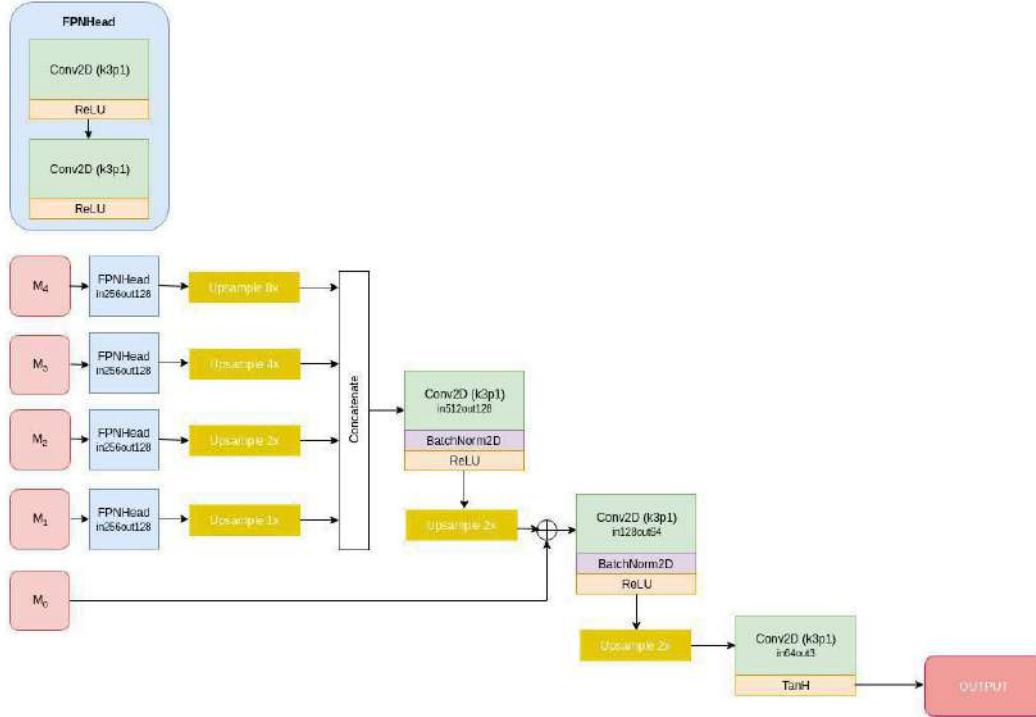 FPNHead
Conv2D (k3p1)
ReLU
Conv2D (k3p1)
ReLU
M4
FPNHead
in256out128
Upsample 8x
M3
FPNHead
in256out128
Upsample 4x
M2
FPNHead
in256out128
Upsample 2x
M1
FPNHead
in256out128
Upsample 1x
M0
Concatenate
Conv2D (k3p1)
in512out128
BatchNorm2D
ReLU
Upsample 2x
Conv2D (k3p1)
in128out64
BatchNorm2D
ReLU
Upsample 2x
Conv2D (k3p1)
in64out3
TanH
OUTPUT